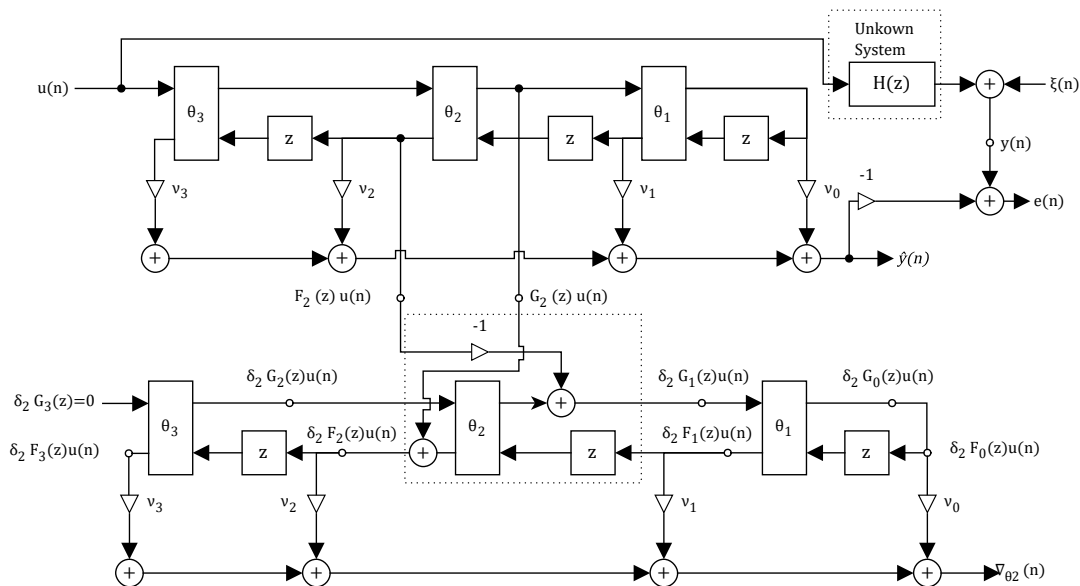 Unkown
System
u(n)
H(z)
+
ξ(n)
θ₃
θ₂
θ₁
z
z
z
y(n)
-1
ν₃
ν₂
ν₁
ν₀
+
e(n)
+
+
+
+
ŷ(n)
F₂ (z) u(n)
G₂ (z) u(n)
-1
δ₂ G₃(z)=0
δ₂ G₂(z)u(n)
δ₂ G₁(z)u(n)
δ₂ G₀(z)u(n)
+
θ₃
θ₂
θ₁
δ₂ F₃(z)u(n)
δ₂ F₂(z)u(n)
δ₂ F₁(z)u(n)
δ₂ F₀(z)u(n)
z
+
z
z
ν₃
ν₂
ν₁
ν₀
+
+
+
+
∇θ2 (n)